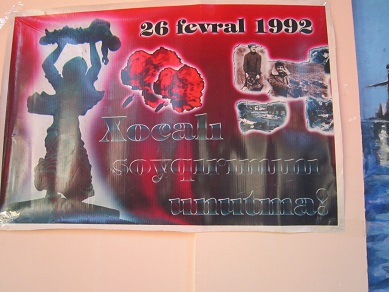 26 fevral 1992
Xocalı
soyqırımını
unutma!